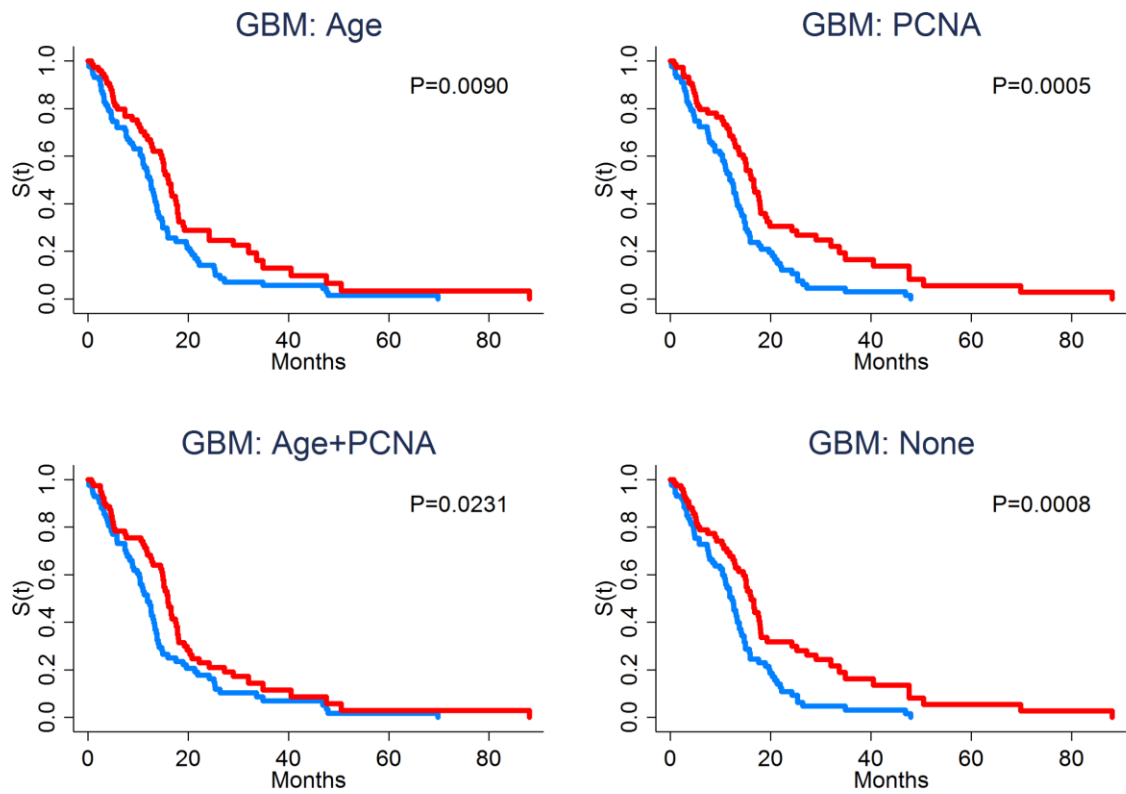 GBM: Age
P=0.0090
S(t)
0.0 0.2 0.4 0.6 0.8 1.0
0 20 40 60 80
Months
GBM: PCNA
P=0.0005
S(t)
0.0 0.2 0.4 0.6 0.8 1.0
0 20 40 60 80
Months
GBM: Age+PCNA
P=0.0231
S(t)
0.0 0.2 0.4 0.6 0.8 1.0
0 20 40 60 80
Months
GBM: None
P=0.0008
S(t)
0.0 0.2 0.4 0.6 0.8 1.0
0 20 40 60 80
Months